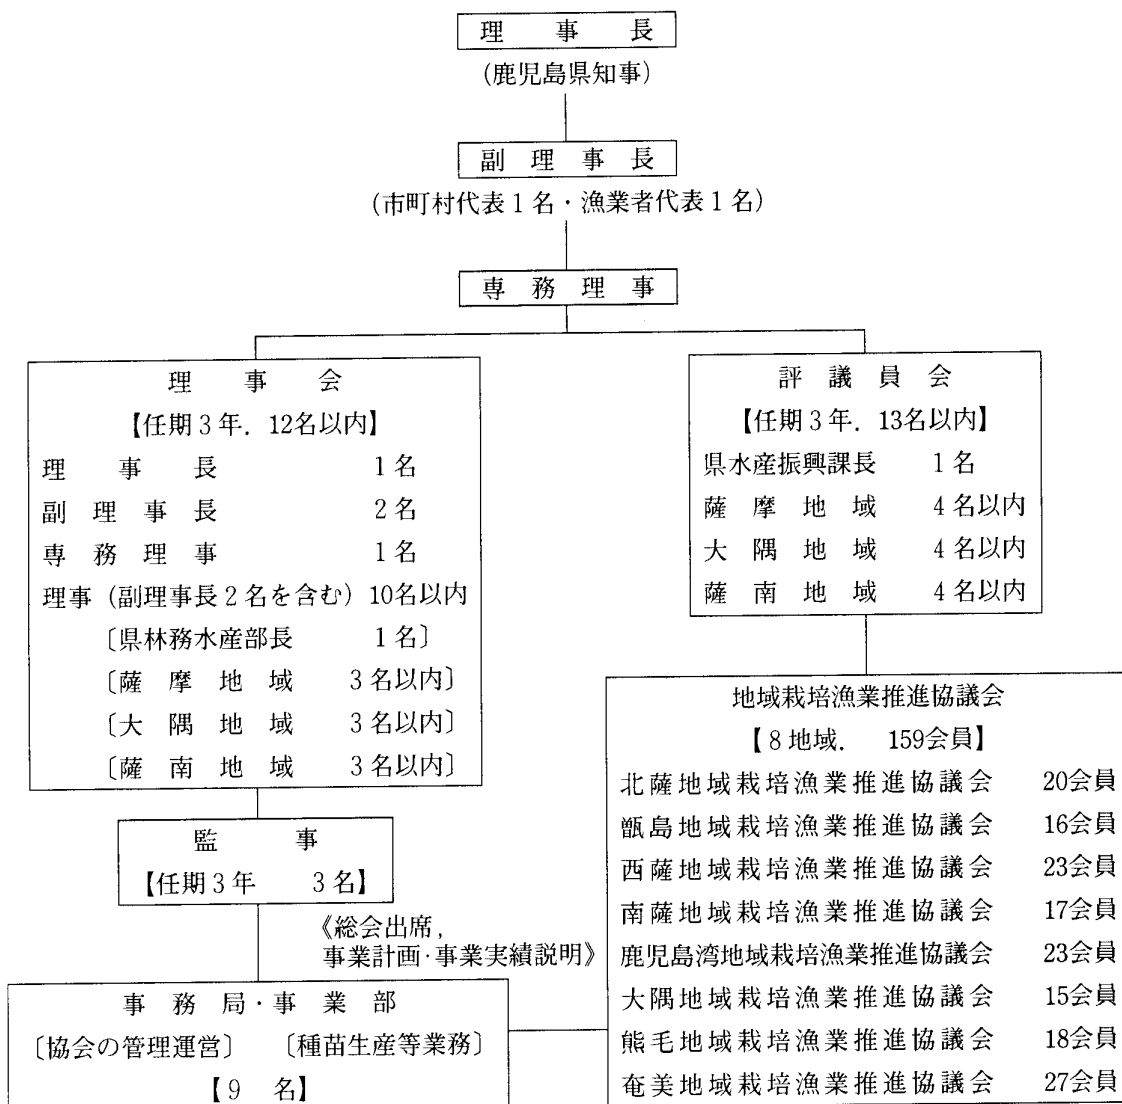 理事長
(鹿児島県知事)
副理事長
(市町村代表1名・漁業者代表1名)
専務理事
理事会
【任期3年. 12名以内】
理事長 1名
副理事長 2名
専務理事 1名
理事(副理事長2名を含む) 10名以内
〔県林務水産部長 1名〕
〔薩摩地域 3名以内〕
〔大隅地域 3名以内〕
〔薩南地域 3名以内〕
監事
【任期3年 3名】
評議員会
【任期3年. 13名以内】
県水産振興課長 1名
薩摩地域 4名以内
大隅地域 4名以内
薩南地域 4名以内
地域栽培漁業推進協議会
【8地域. 159会員】
北薩地域栽培漁業推進協議会 20会員
甑島地域栽培漁業推進協議会 16会員
西薩地域栽培漁業推進協議会 23会員
南薩地域栽培漁業推進協議会 17会員
鹿児島湾地域栽培漁業推進協議会 23会員
大隅地域栽培漁業推進協議会 15会員
熊毛地域栽培漁業推進協議会 18会員
奄美地域栽培漁業推進協議会 27会員
《総会出席,
事業計画・事業実績説明》
事務局・事業部
〔協会の管理運営〕 〔種苗生産等業務〕
【9名】